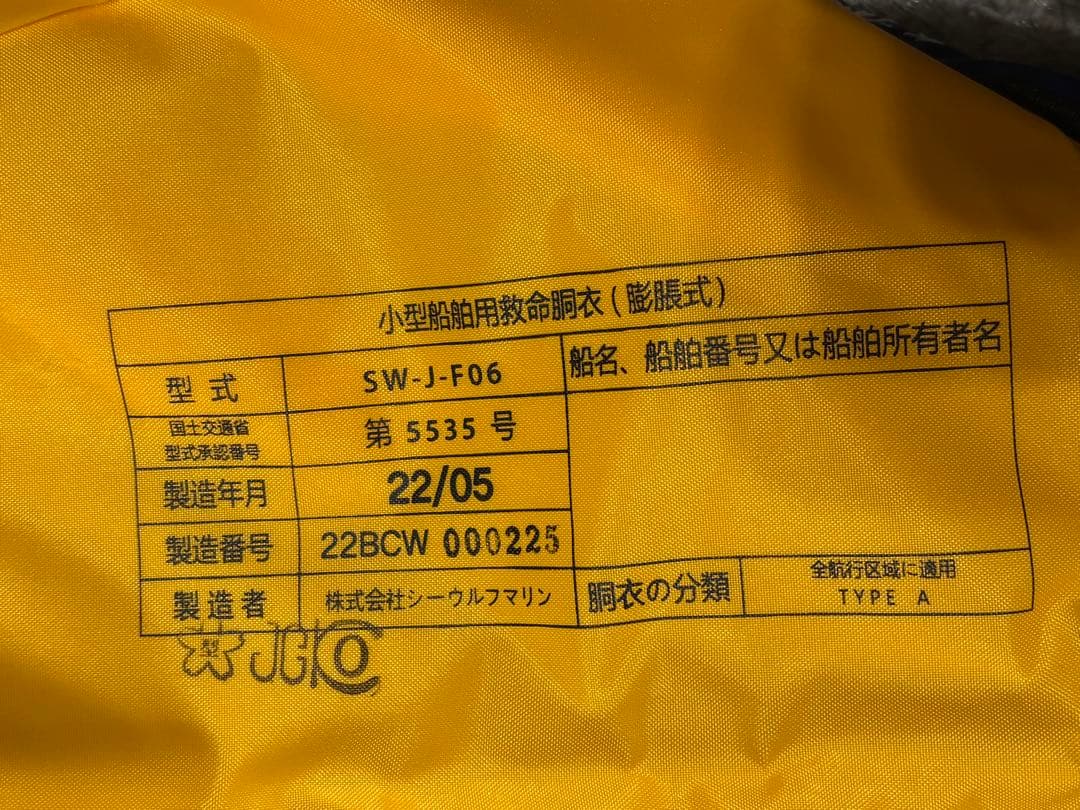 小型船舶用救命胴衣(膨脹式)
型 式
SW-J-F06
船名、船舶番号又は船舶所有者名
国土交通省
型式承認番号
第 5535 号
製造年月
22/05
製造番号
22BCW 000225
製造者
株式会社シーウルフマリン
胴衣の分類
全航行区域に適用
TYPE A
型